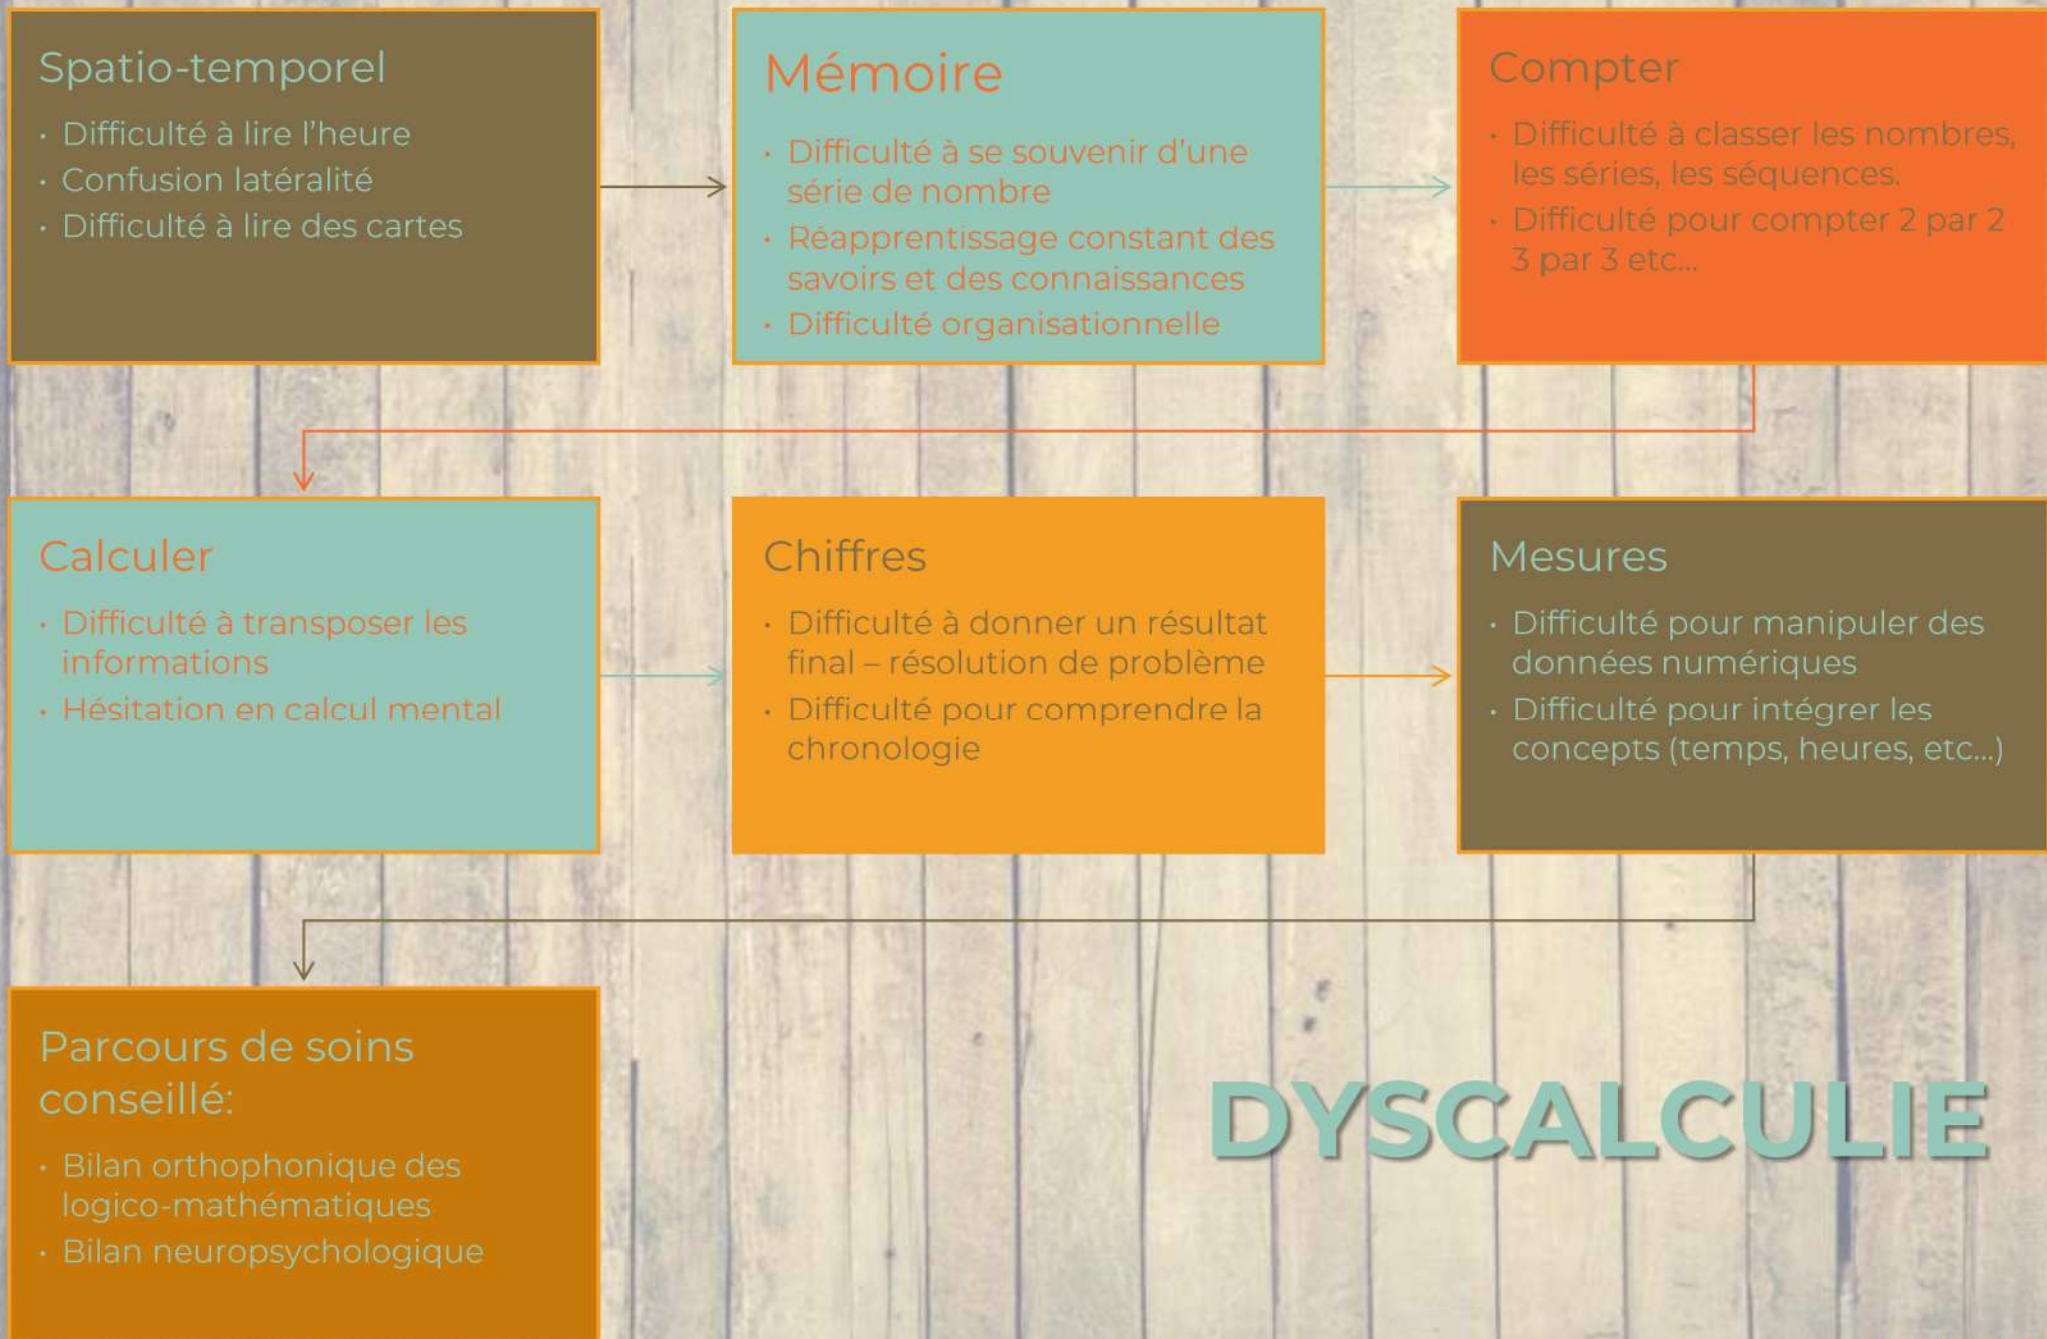 Spatio-temporel
• Difficulté à lire l'heure
• Confusion latéralité
• Difficulté à lire des cartes
Mémoire
• Difficulté à se souvenir d'une
série de nombre
• Réapprentissage constant des
savoirs et des connaissances
• Difficulté organisationnelle
Compter
• Difficulté à classer les nombres,
les séries, les séquences.
• Difficulté pour compter 2 par 2
3 par 3 etc...
Calculer
• Difficulté à transposer les
informations
• Hésitation en calcul mental
Chiffres
• Difficulté à donner un résultat
final – résolution de problème
• Difficulté pour comprendre la
chronologie
Mesures
• Difficulté pour manipuler des
données numériques
• Difficulté pour intégrer les
concepts (temps, heures, etc...)
Parcours de soins
conseillé:
• Bilan orthophonique des
logico-mathématiques
• Bilan neuropsychologique
DYSCALCULIE